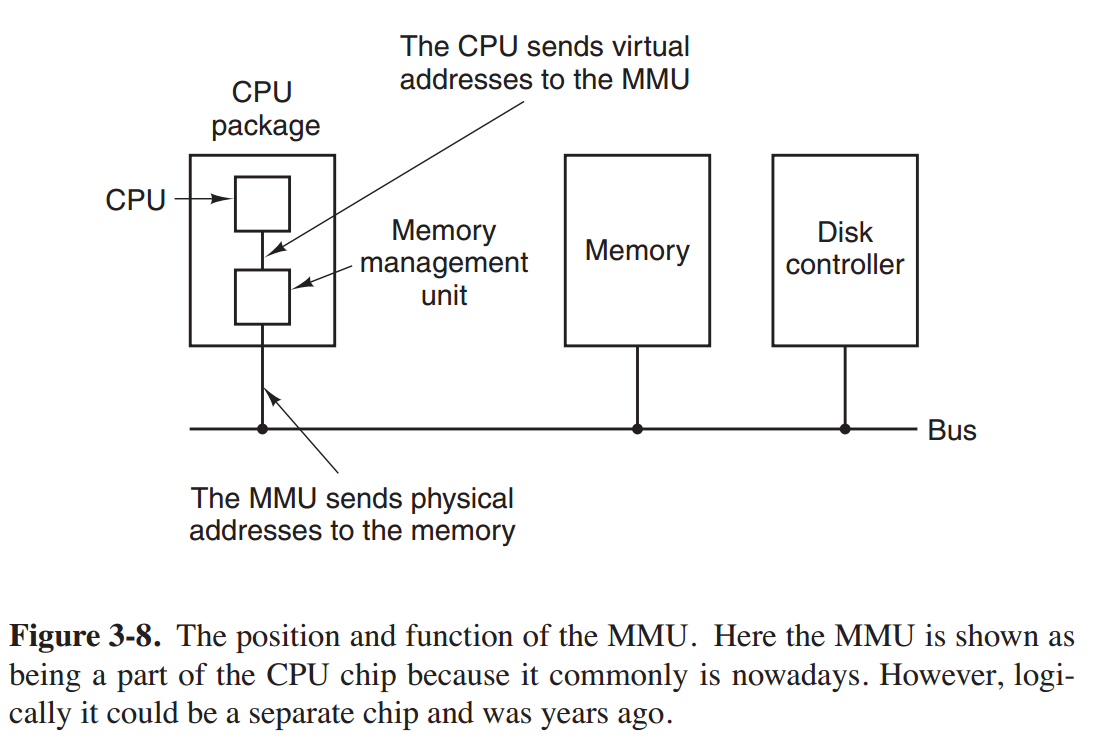 The CPU sends virtual
addresses to the MMU
CPU
package
CPU
Memory
management
unit
Memory
Disk
controller
Bus
The MMU sends physical
addresses to the memory
Figure 3-8. The position and function of the MMU. Here the MMU is shown as
being a part of the CPU chip because it commonly is nowadays. However, logi-
cally it could be a separate chip and was years ago.